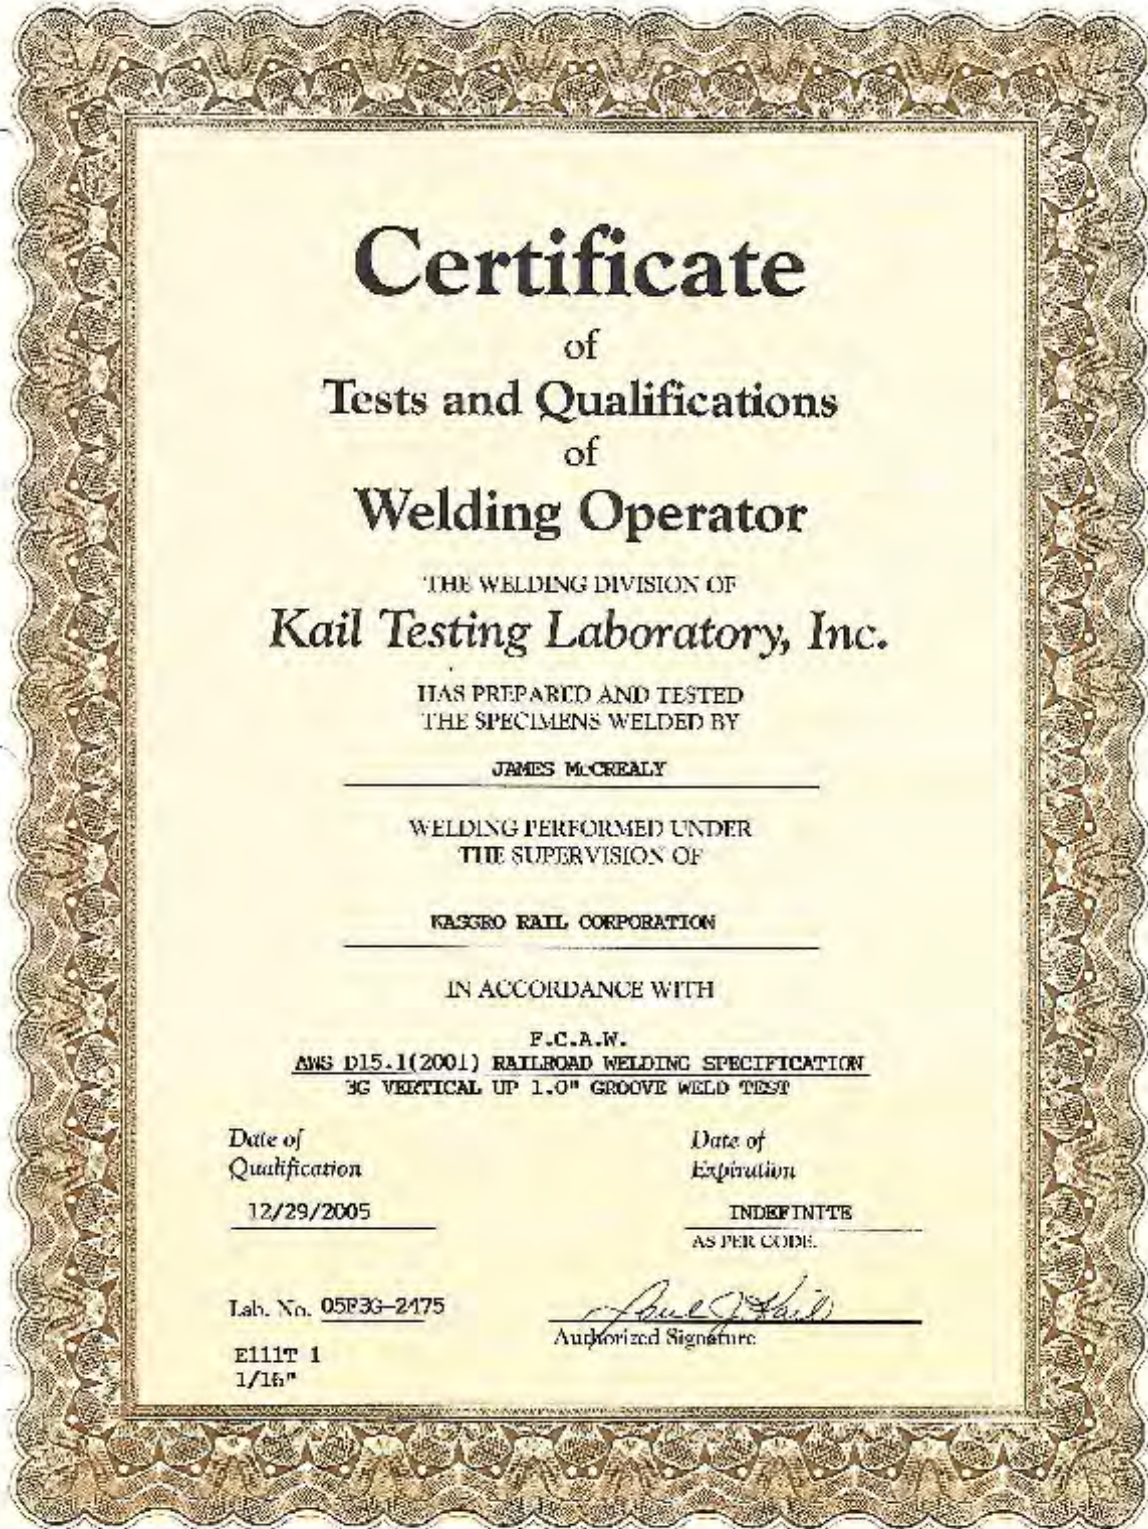 Certificate
of
Tests and Qualifications
of
Welding Operator
THE WELDING DIVISION OF
Kail Testing Laboratory, Inc.
HAS PREPARED AND TESTED
THE SPECIMENS WELDED BY
JAMES McCREALY
WELDING PERFORMED UNDER
THE SUPERVISION OF
KASGRO RAIL CORPORATION
IN ACCORDANCE WITH
F.C.A.W.
AWS D15.1(2001) RAILROAD WELDING SPECIFICATION
3G VERTICAL UP 1.0" GROOVE WELD TEST
Date of
Qualification
12/29/2005
Date of
Expiration
INDEFINITE
AS PER CODE.
Lab. No. 05F3G-2475
Paul J. Kail
Authorized Signature
E111T 1
1/16"